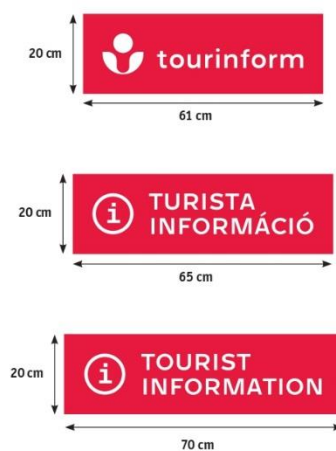 20 cm
tourinform
61 cm
20 cm
i
TURISTA
INFORMÁCIÓ
65 cm
20 cm
i
TOURIST
INFORMATION
70 cm